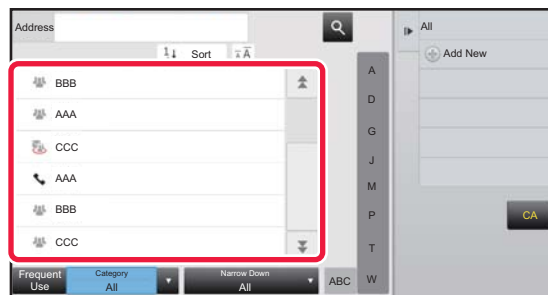 Address
All
Sort
Add New
BBB
AAA
CCC
AAA
BBB
CCC
A
D
G
J
M
P
T
W
CA
Frequent Use
Category All
Narrow Down All
ABC